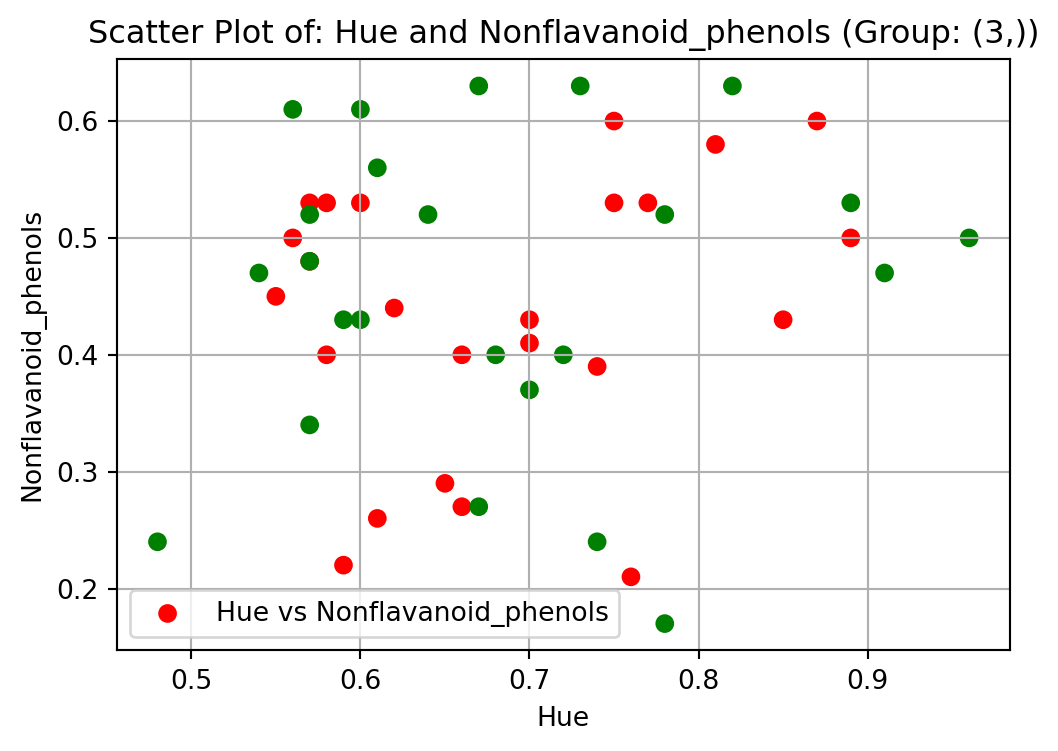 Scatter Plot of: Hue and Nonflavanoid_phenols (Group: (3,))
Nonflavanoid_phenols
0.6
0.5
0.4
0.3
0.2
Hue vs Nonflavanoid_phenols
0.5 0.6 0.7 0.8 0.9
Hue